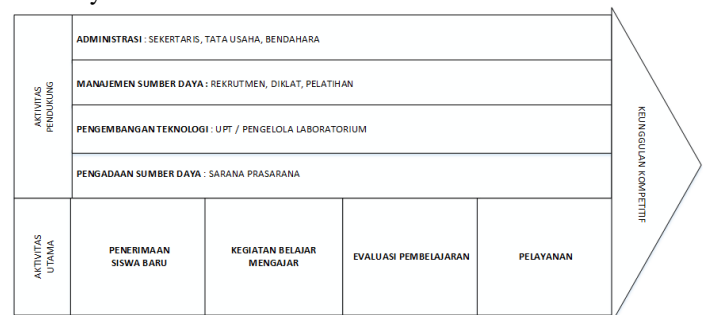 ADMINISTRASI : SEKERTARIS, TATA USAHA, BENDAHARA
AKTIVITAS
PENDUKUNG
MANAJEMEN SUMBER DAYA : REKRUTMEN, DIKLAT, PELATIHAN
PENGEMBANGAN TEKNOLOGI : UPT / PENGELOLA LABORATORIUM
PENGADAAN SUMBER DAYA : SARANA PRASARANA
KEUNGGULAN KOMPETITIF
AKTIVITAS
UTAMA
PENERIMAAN
SISWA BARU
KEGIATAN BELAJAR
MENGAJAR
EVALUASI PEMBELAJARAN
PELAYANAN